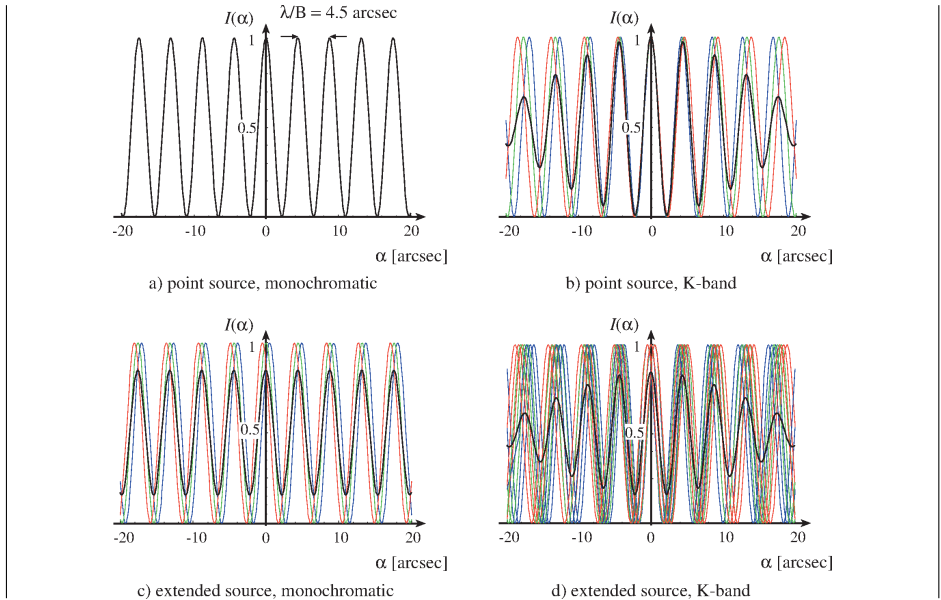 I(α)
λ/B = 4.5 arcsec
1
0.5
-20 -10 0 10 20
α [arcsec]
a) point source, monochromatic
I(α)
1
0.5
-20 -10 0 10 20
α [arcsec]
b) point source, K-band
I(α)
1
0.5
-20 -10 0 10 20
α [arcsec]
c) extended source, monochromatic
I(α)
1
0.5
-20 -10 0 10 20
α [arcsec]
d) extended source, K-band